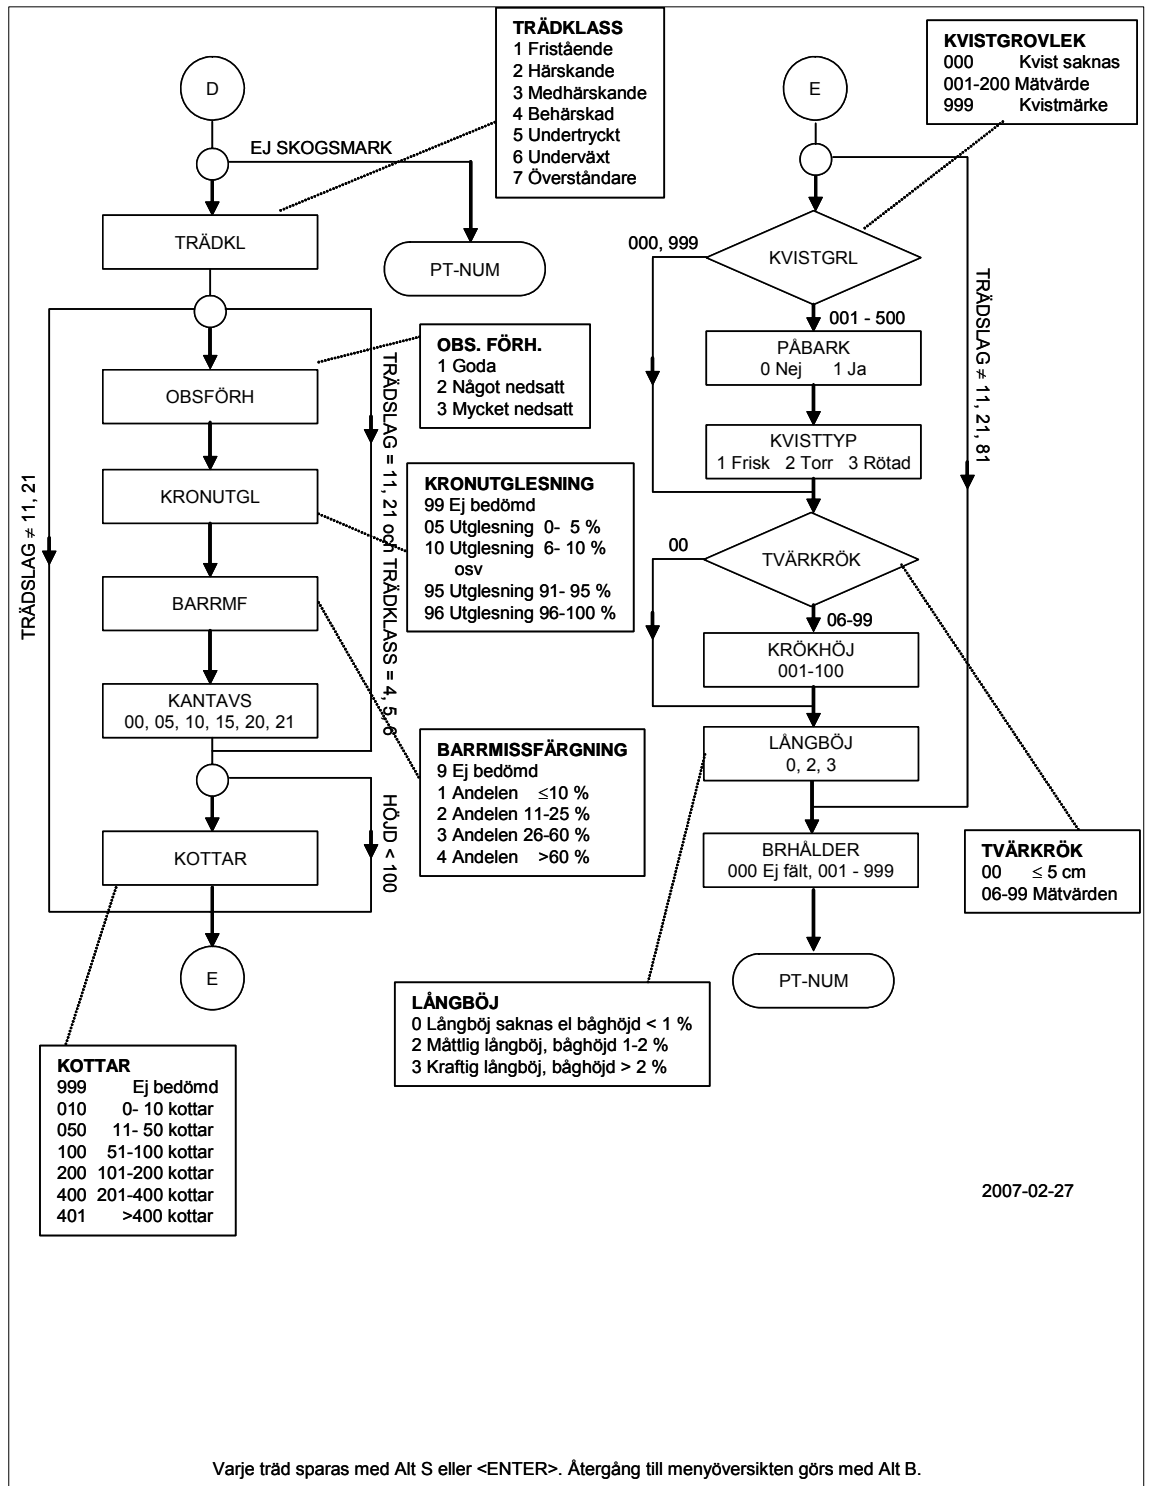 TRÄDKLASS
1 Fristående
2 Härskande
3 Medhärskande
4 Behärskad
5 Undertryckt
6 Underväxt
7 Överståndare
D
EJ SKOGSMARK
TRÄDKL
PT-NUM
OBS. FÖRH.
1 Goda
2 Något nedsatt
3 Mycket nedsatt
OBSFÖRH
TRÄDSLAG ≠ 11, 21
TRÄDSLAG = 11, 21 och TRÄDKLASS = 4, 5, 6
KRONUTGL
KRONUTGLESNING
99 Ej bedömd
05 Utglesning 0- 5 %
10 Utglesning 6- 10 %
osv
95 Utglesning 91- 95 %
96 Utglesning 96-100 %
BARRMF
KANTAVS
00, 05, 10, 15, 20, 21
BARRMISSFÄRGNING
9 Ej bedömd
1 Andelen ≤10 %
2 Andelen 11-25 %
3 Andelen 26-60 %
4 Andelen >60 %
HÖJD < 100
KOTTAR
E
KOTTAR
999 Ej bedömd
010 0- 10 kottar
050 11- 50 kottar
100 51-100 kottar
200 101-200 kottar
400 201-400 kottar
401 >400 kottar
KVISTGROVLEK
000 Kvist saknas
001-200 Mätvärde
999 Kvistmärke
E
000, 999
KVISTGRL
001 - 500
PÅBARK
0 Nej 1 Ja
TRÄDSLAG ≠ 11, 21, 81
KVISTTYP
1 Frisk 2 Torr 3 Rötad
00
TVÄRKRÖK
06-99
KRÖKHÖJ
001-100
LÅNGBÖJ
0, 2, 3
BRHÅLDER
000 Ej fält, 001 - 999
TVÄRKRÖK
00 ≤ 5 cm
06-99 Mätvärden
PT-NUM
LÅNGBÖJ
0 Långböj saknas el båghöjd < 1 %
2 Måttlig långböj, båghöjd 1-2 %
3 Kraftig långböj, båghöjd > 2 %
2007-02-27
Varje träd sparas med Alt S eller <ENTER>. Återgång till menyöversikten görs med Alt B.